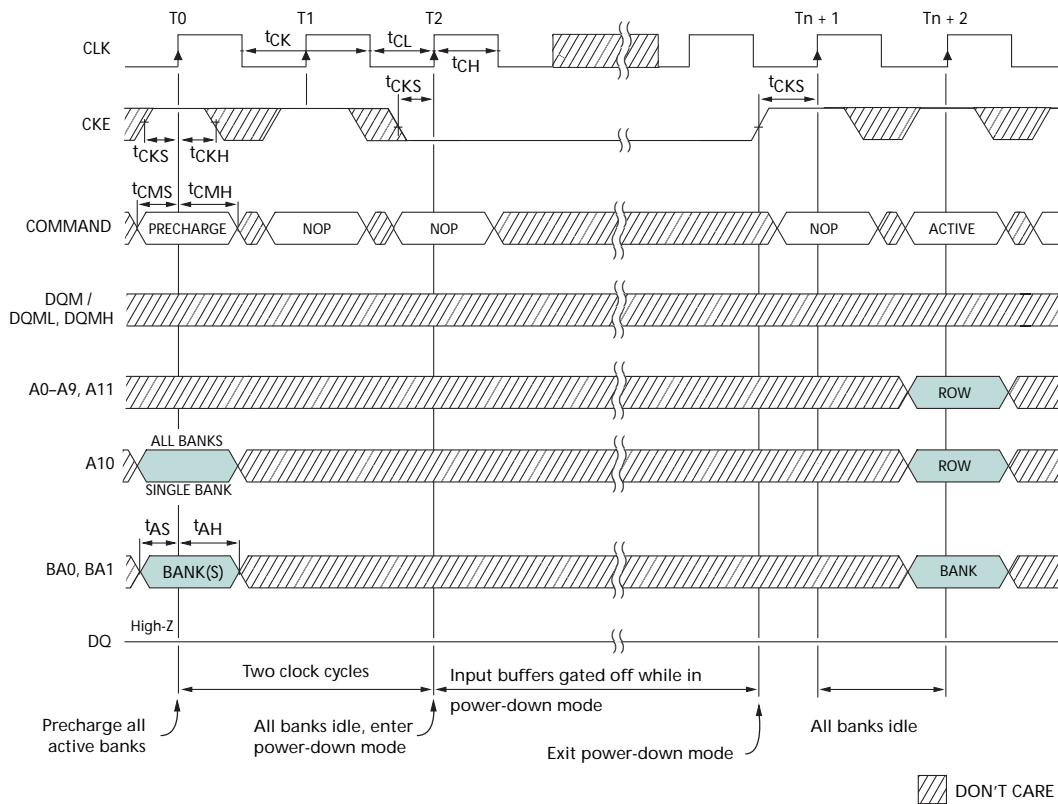 T0 T1 T2 Tn + 1 Tn + 2
CLK
tCK
tCL
tCH
tCKS
tCKS
CKE
tCKS
tCKH
tCMS
tCMH
COMMAND
PRECHARGE
NOP
NOP
NOP
ACTIVE
DQM /
DQML, DQMH
A0–A9, A11
ROW
ALL BANKS
A10
ROW
SINGLE BANK
tAS
tAH
BA0, BA1
BANK(S)
BANK
High-Z
DQ
Two clock cycles
Input buffers gated off while in
power-down mode
Precharge all
active banks
All banks idle, enter
power-down mode
Exit power-down mode
All banks idle
DON'T CARE